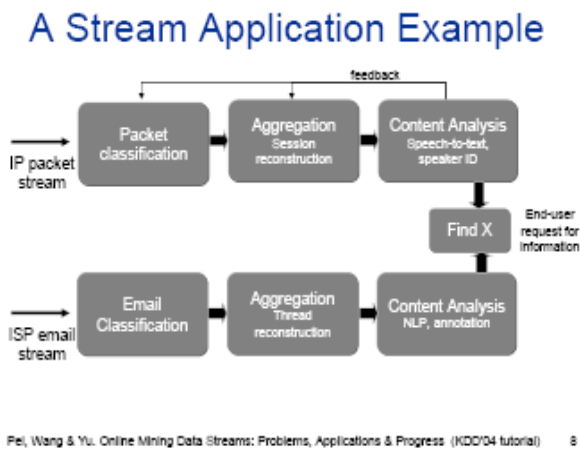 A Stream Application Example
feedback
IP packet
stream
Packet
classification
Aggregation
Session
reconstruction
Content Analysis
Speech-to-text,
speaker ID
Find X
End-user
request for
information
ISP email
stream
Email
Classification
Aggregation
Thread
reconstruction
Content Analysis
NLP, annotation
Pei, Wang & Yu. Online Mining Data Streams: Problems, Applications & Progress (KDD'04 tutorial) 8